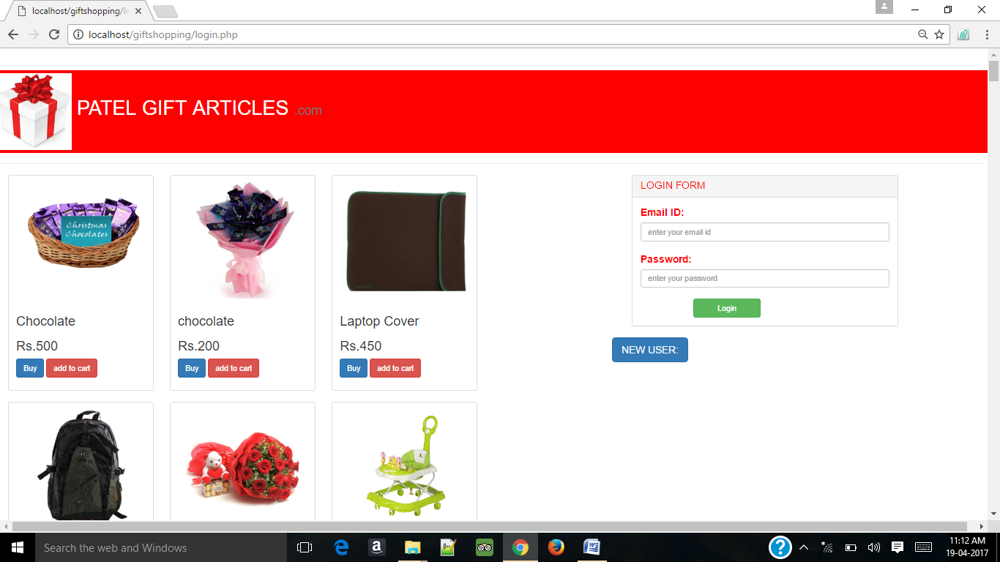 localhost/giftshopping/lo
localhost/giftshopping/login.php
PATEL GIFT ARTICLES .com
Christmas
Chocolates
Chocolate
Rs.500
Buy add to cart
chocolate
Rs.200
Buy add to cart
Laptop Cover
Rs.450
Buy add to cart
LOGIN FORM
Email ID:
enter your email id
Password:
enter your password
Login
NEW USER:
Search the web and Windows
11:12 AM
19-04-2017